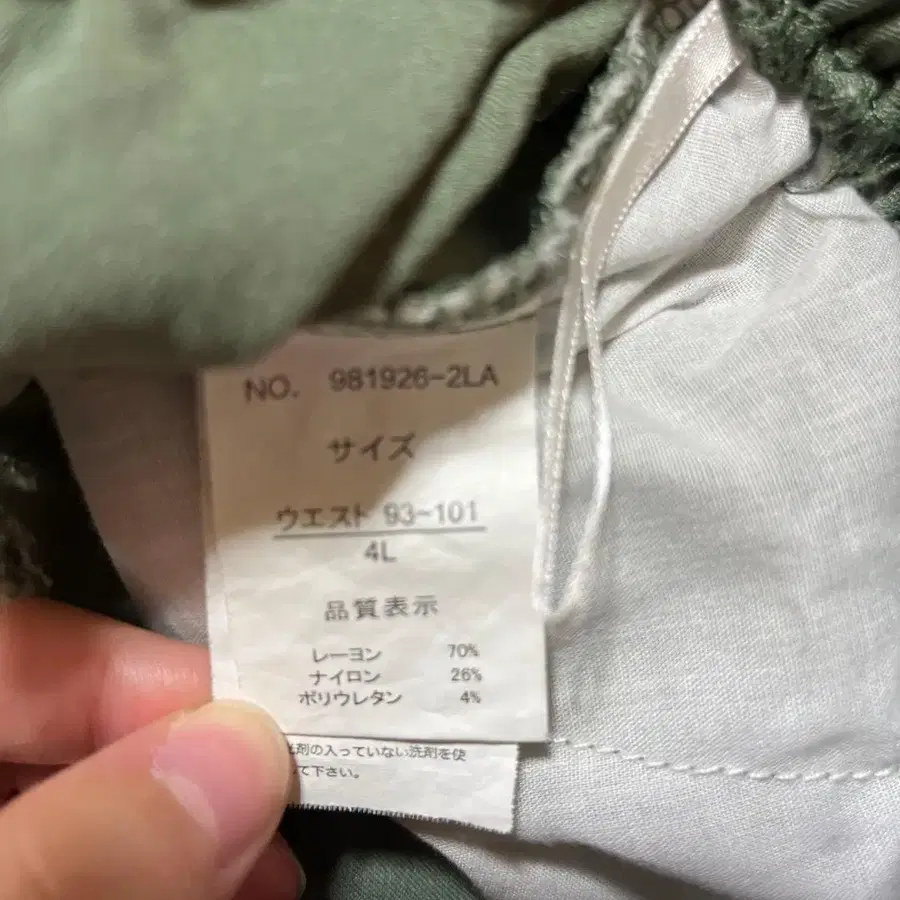 NO. 981926-2LA
サイズ
ウエスト 93~101
4L
品質表示
レーヨン 70%
ナイロン 26%
ポリウレタン 4%
剤の入っていない洗剤を使
て下さい。